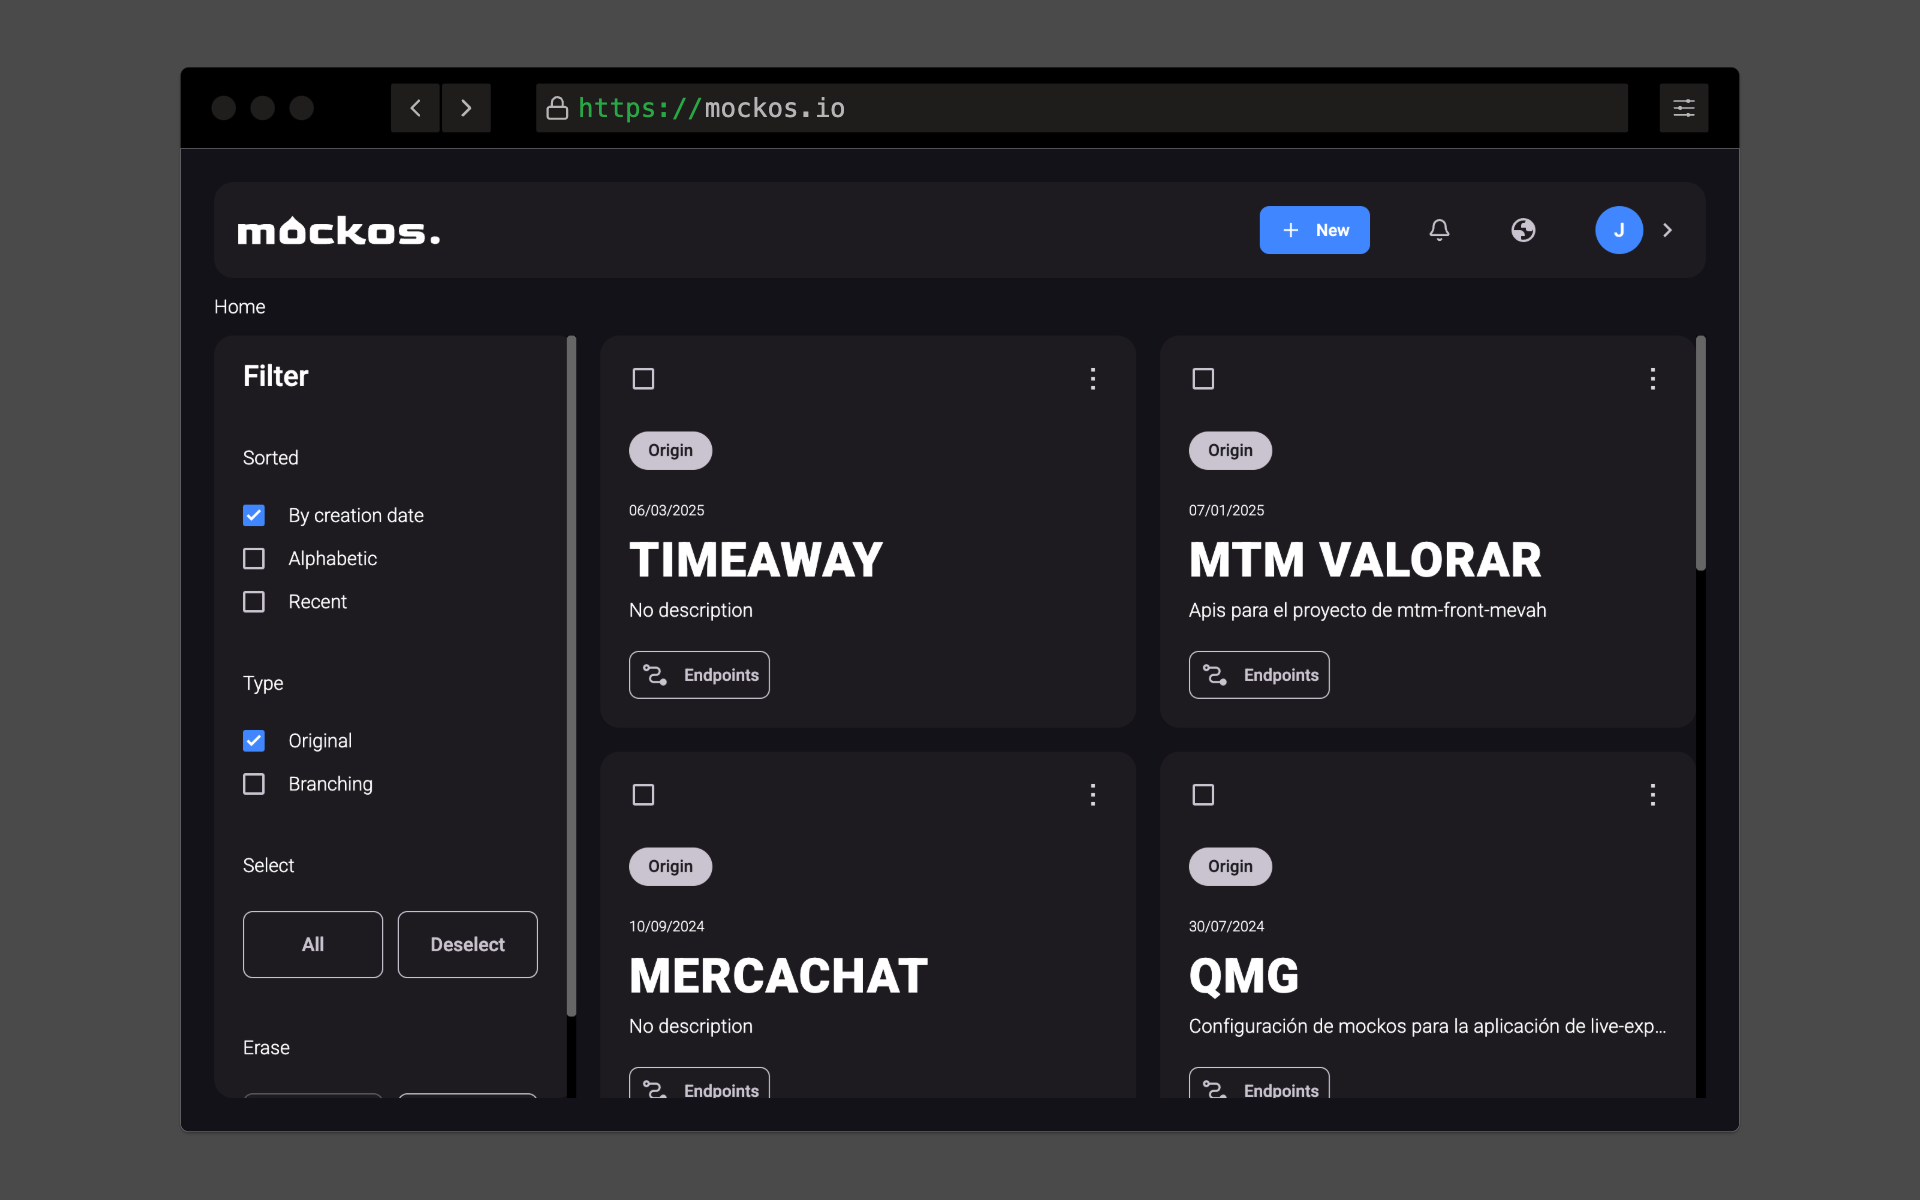 https://mockos.io
mockos.
New
J
Home
Filter
Sorted
By creation date
Alphabetic
Recent
Type
Original
Branching
Select
All
Deselect
Erase
Origin
06/03/2025
TIMEAWAY
No description
Endpoints
Origin
07/01/2025
MTM VALORAR
Apis para el proyecto de mtm-front-mevah
Endpoints
Origin
10/09/2024
MERCACHAT
No description
Endpoints
Origin
30/07/2024
QMG
Configuración de mockos para la aplicación de live-exp...
Endpoints